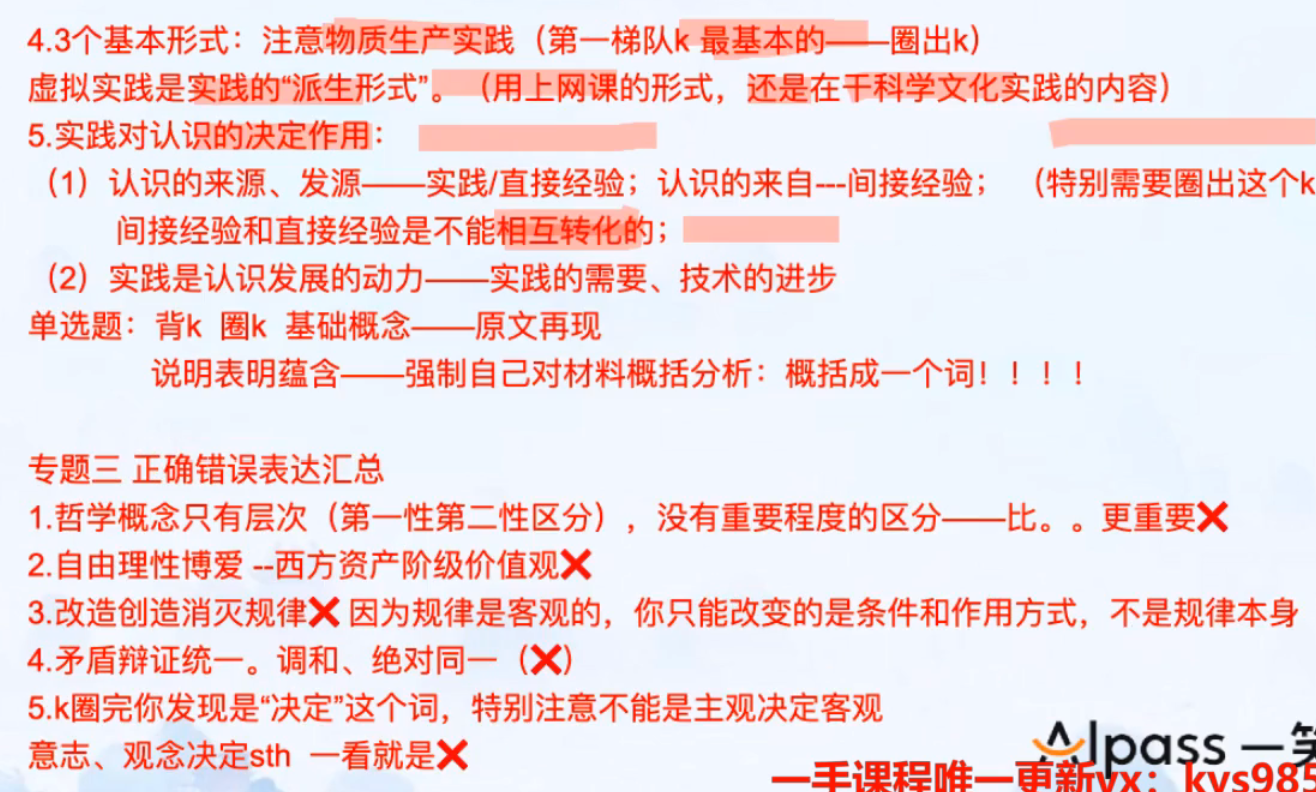 4.3个基本形式：注意物质生产实践（第一梯队k 最基本的——圈出k）
虚拟实践是实践的“派生形式”。（用上网课的形式，还是在干科学文化实践的内容）
5.实践对认识的决定作用：
（1）认识的来源、发源——实践/直接经验；认识的来自---间接经验；（特别需要圈出这个k
间接经验和直接经验是不能相互转化的；
（2）实践是认识发展的动力——实践的需要、技术的进步
单选题：背k 圈k 基础概念——原文再现
说明表明蕴含——强制自己对材料概括分析：概括成一个词！！！！
专题三 正确错误表达汇总
1.哲学概念只有层次（第一性第二性区分），没有重要程度的区分——比。。更重要❌
2.自由理性博爱 --西方资产阶级价值观❌
3.改造创造消灭规律❌ 因为规律是客观的，你只能改变的是条件和作用方式，不是规律本身
4.矛盾辩证统一。调和、绝对同一（❌）
5.k圈完你发现是“决定”这个词，特别注意不能是主观决定客观
意志、观念决定sth 一看就是❌
AIpass 一第
一手课程唯一更新vx：kys985